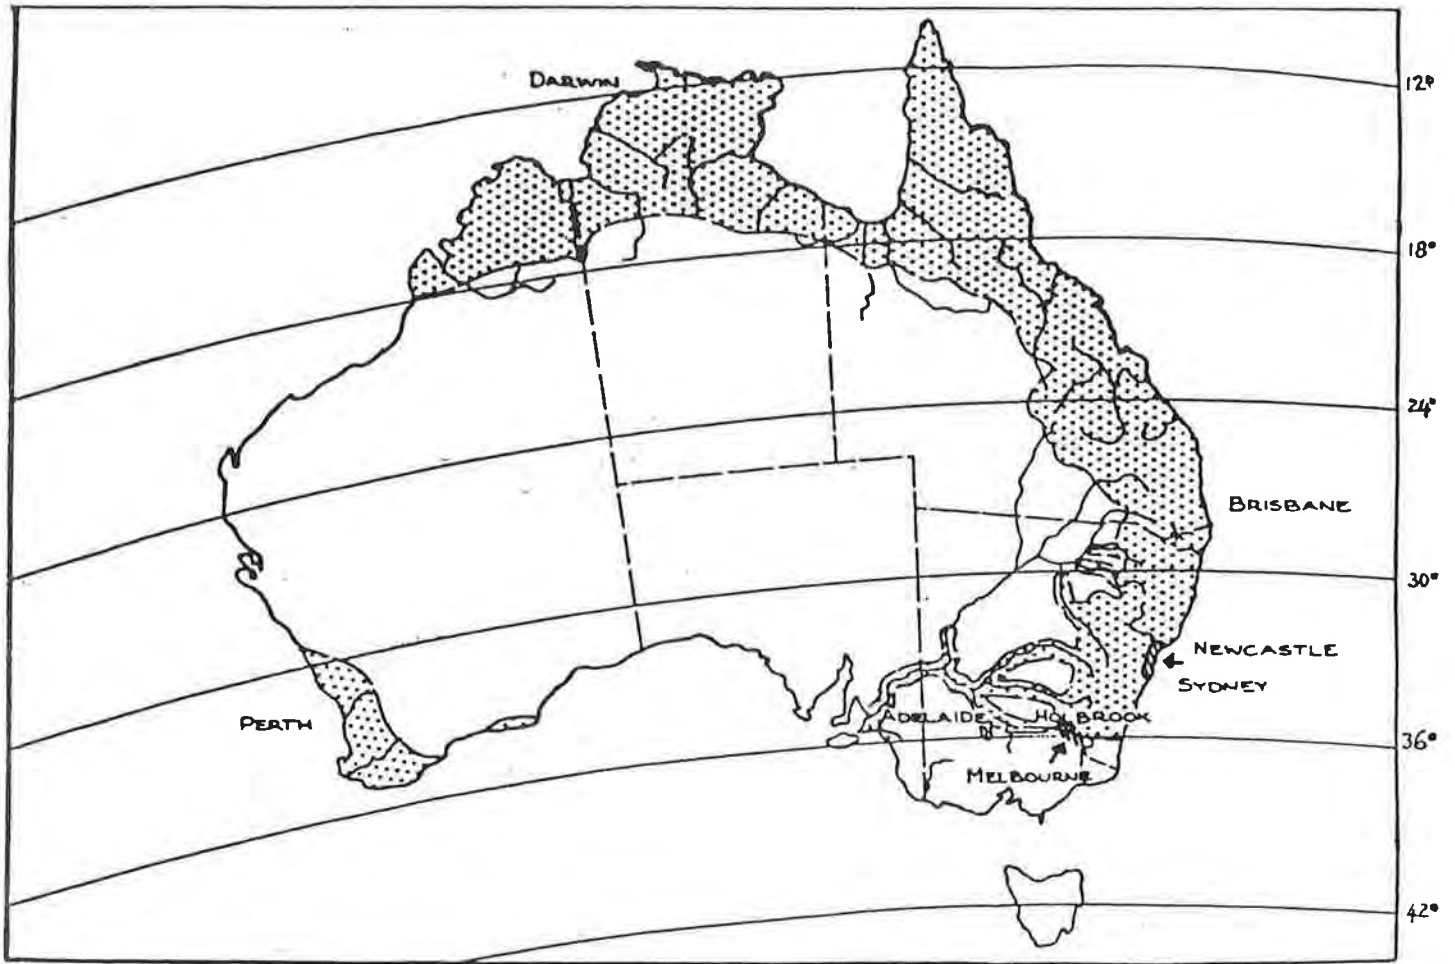 DARWIN
12°
18°
24°
BRISBANE
30°
NEWCASTLE
SYDNEY
PERTH
ADELAIDE
HOLBROOK
36°
MELBOURNE
42°